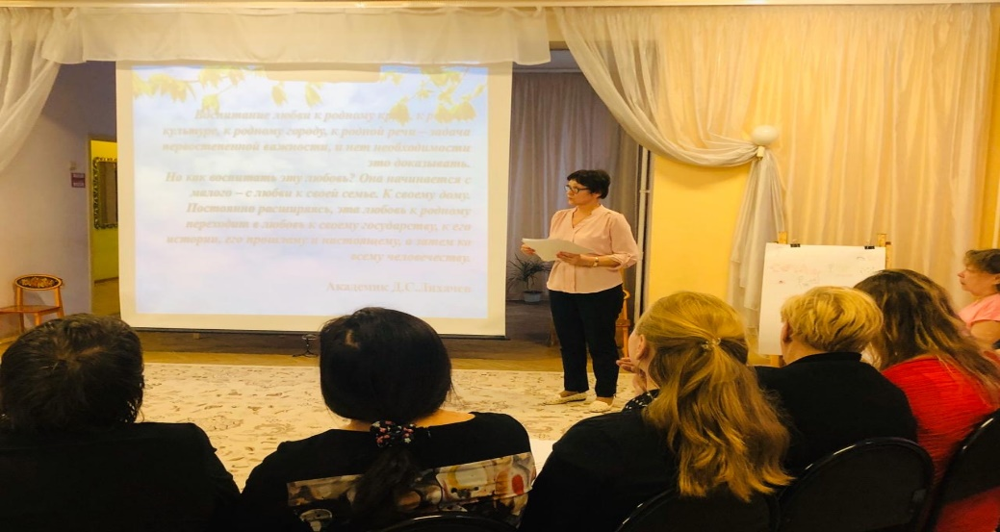 Воспитание любви к родному краю, к р
культуре, к родному городу, к родной речи – задача
первостепенной важности, и нет необходимости
это доказывать.
Но как воспитать эту любовь? Она начинается с
малого – с любви к своей семье. К своему дому.
Постоянно расширяясь, эта любовь к родному
переходит в любовь к своему государству, к его
истории, его прошлому и настоящему, а затем ко
всему человечеству.
Академик Д.С.Лихачев